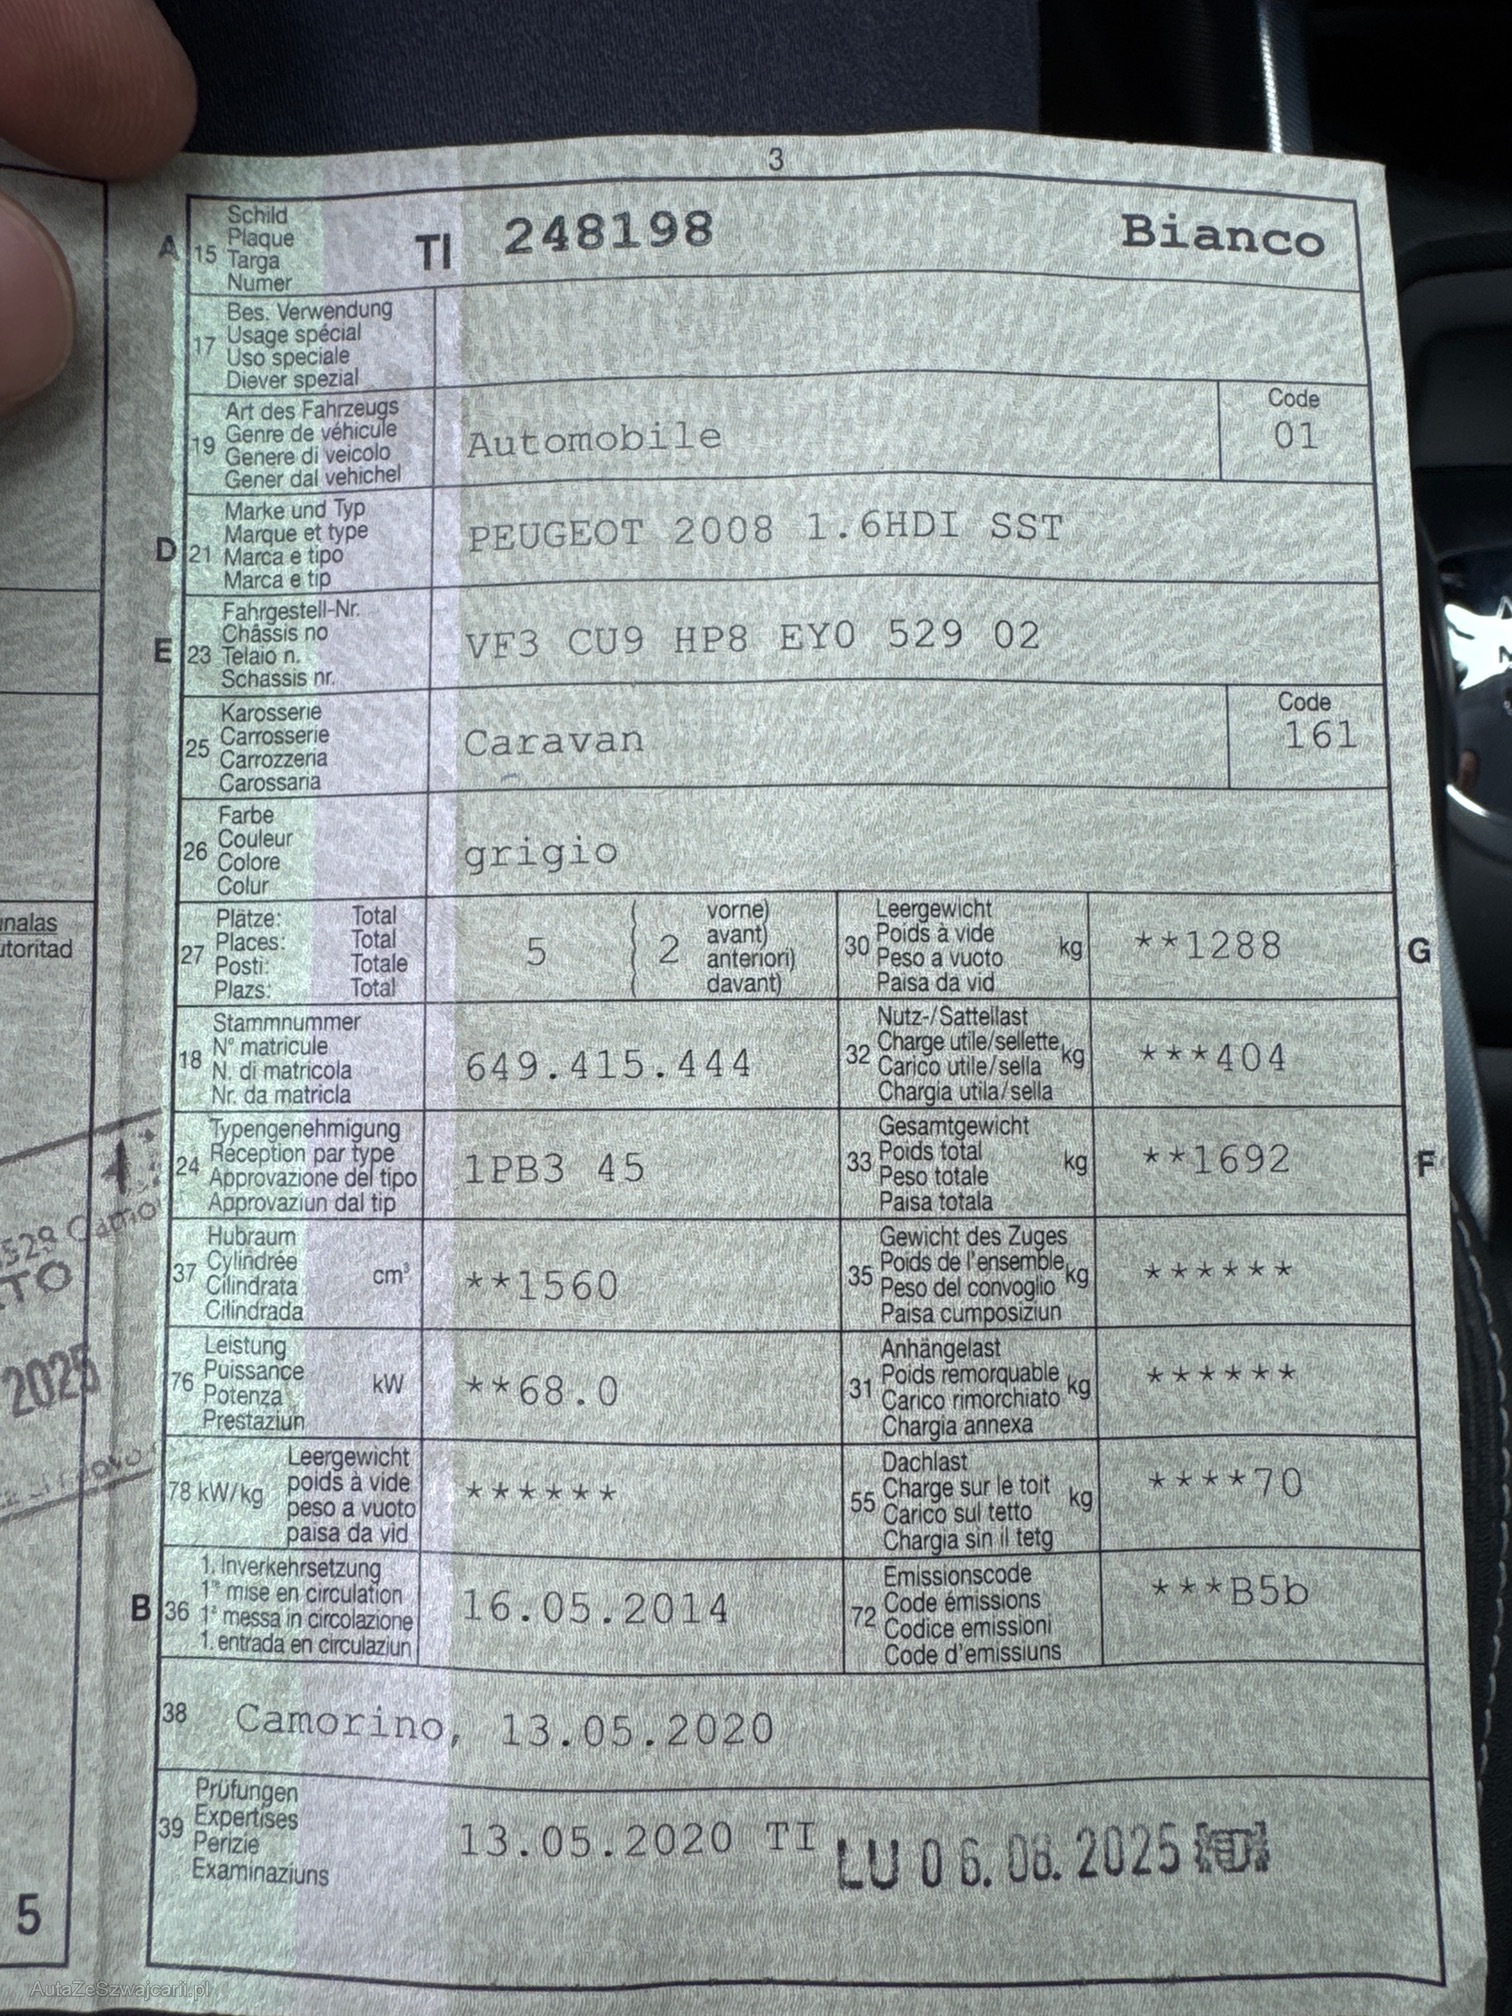 3
A 15 Schild
Plaque
Targa
Numer
TI 248198 Bianco
17 Bes. Verwendung
Usage spécial
Uso speciale
Diever spezial
19 Art des Fahrzeugs
Genre de véhicule
Genere di veicolo
Gener dal vehichel
Automobile
Code
01
D 21 Marke und Typ
Marque et type
Marca e tipo
Marca e tip
PEUGEOT 2008 1.6HDI SST
E 23 Fahrgestell-Nr.
Châssis no
Telaio n.
Schassis nr.
VF3 CU9 HP8 EY0 529 02
25 Karosserie
Carrosserie
Carrozzeria
Carossaria
Caravan
Code
161
26 Farbe
Couleur
Colore
Colur
grigio
27 Plätze: Total
Places: Total
Posti: Totale
Plazs: Total
5 2
vorne)
avant)
anteriori)
davant)
30 Leergewicht
Poids à vide
Peso a vuoto
Paisa da vid
kg **1288 G
18 Stammnummer
N° matricule
N. di matricola
Nr. da matricla
649.415.444
32 Nutz-/Sattellast
Charge utile/sellette
Carico utile/sella
Chargia utila/sella
kg ***404
24 Typengenehmigung
Réception par type
Approvazione del tipo
Approvaziun dal tip
1PB3 45
33 Gesamtgewicht
Poids total
Peso totale
Paisa totala
kg **1692 F
37 Hubraum
Cylindrée
Cilindrata
Cilindrada
cm³ **1560
35 Gewicht des Zuges
Poids de l'ensemble
Peso del convoglio
Paisa cumposiziun
kg ******
76 Leistung
Puissance
Potenza
Prestaziun
kW **68.0
31 Anhängelast
Poids remorquable
Carico rimorchiato
Chargia annexa
kg ******
78 kW/kg Leergewicht
poids à vide
peso a vuoto
paisa da vid
******
55 Dachlast
Charge sur le toit
Carico sul tetto
Chargia sin il tetg
kg ****70
B 36 1. Inverkehrsetzung
1re mise en circulation
1a messa in circolazione
1. entrada en circulaziun
16.05.2014
72 Emissionscode
Code émissions
Codice emissioni
Code d'emissiuns
***B5b
38 Camorino, 13.05.2020
39 Prüfungen
Expertises
Perizie
Examinaziuns
13.05.2020 TI LU 06.08.2025
nalas
utoritad
2025
5
AutaZeSzwajcarii.pl